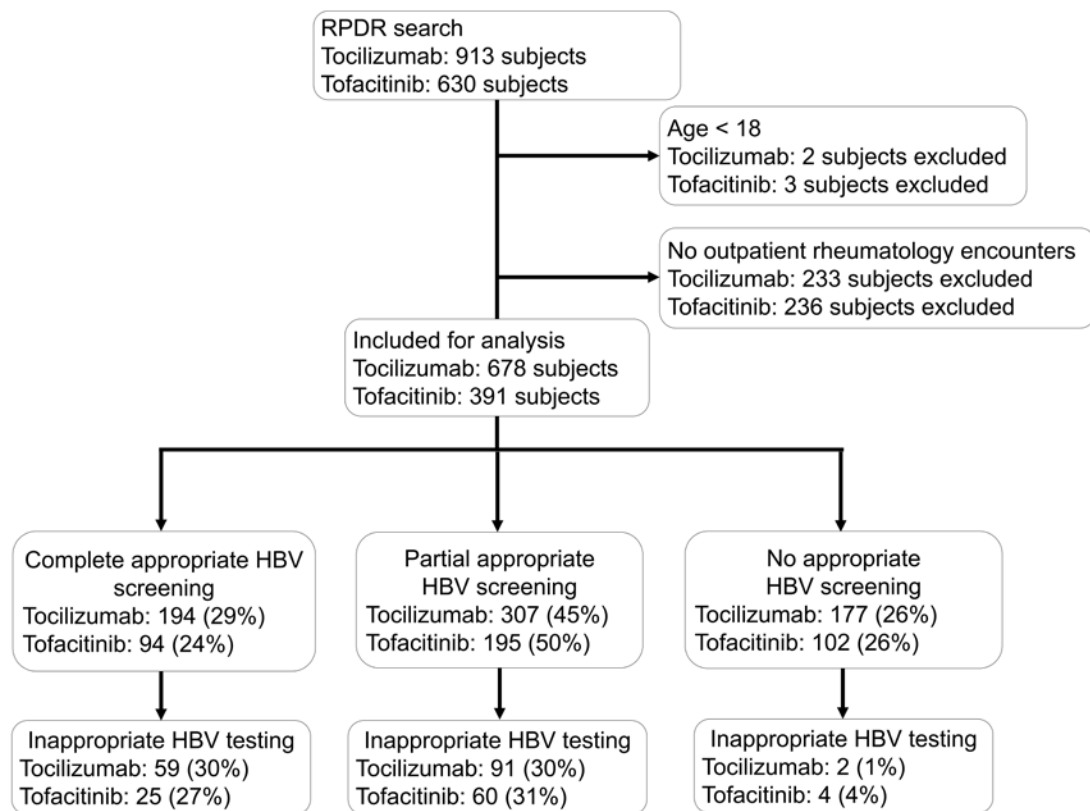 RPDR search
Tocilizumab: 913 subjects
Tofacitinib: 630 subjects
Age < 18
Tocilizumab: 2 subjects excluded
Tofacitinib: 3 subjects excluded
No outpatient rheumatology encounters
Tocilizumab: 233 subjects excluded
Tofacitinib: 236 subjects excluded
Included for analysis
Tocilizumab: 678 subjects
Tofacitinib: 391 subjects
Complete appropriate HBV
screening
Tocilizumab: 194 (29%)
Tofacitinib: 94 (24%)
Partial appropriate
HBV screening
Tocilizumab: 307 (45%)
Tofacitinib: 195 (50%)
No appropriate
HBV screening
Tocilizumab: 177 (26%)
Tofacitinib: 102 (26%)
Inappropriate HBV testing
Tocilizumab: 59 (30%)
Tofacitinib: 25 (27%)
Inappropriate HBV testing
Tocilizumab: 91 (30%)
Tofacitinib: 60 (31%)
Inappropriate HBV testing
Tocilizumab: 2 (1%)
Tofacitinib: 4 (4%)